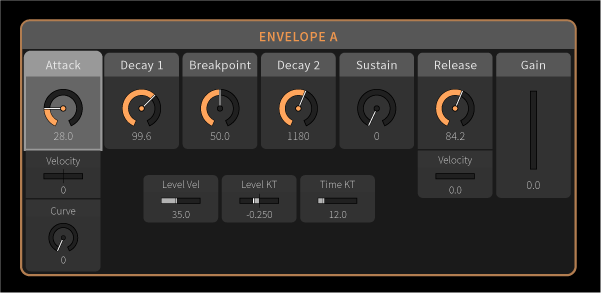 ENVELOPE A
Attack Decay 1 Breakpoint Decay 2 Sustain Release Gain
28.0 99.6 50.0 1180 0 84.2
Velocity Velocity
0 0.0 0.0
Level Vel Level KT Time KT
35.0 -0.250 12.0
Curve
0